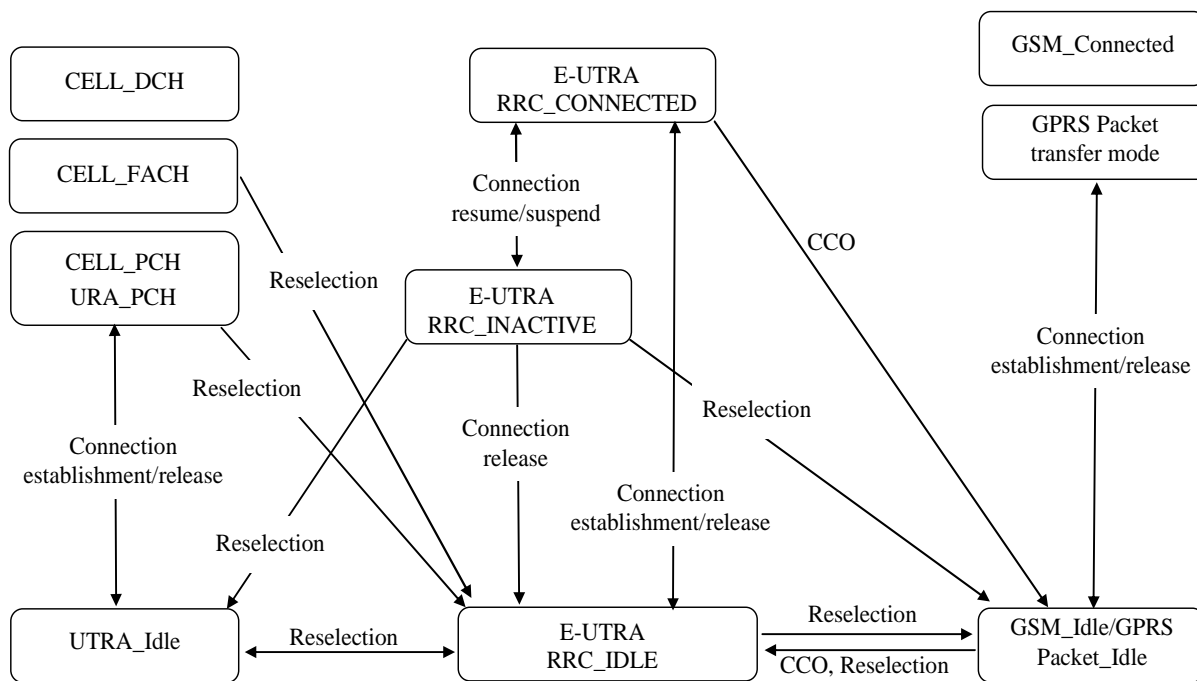 GSM_Connected
CELL_DCH
E-UTRA
RRC_CONNECTED
GPRS Packet
transfer mode
CELL_FACH
Connection
resume/suspend
CCO
CELL_PCH
URA_PCH
Reselection
E-UTRA
RRC_INACTIVE
Connection
establishment/release
Reselection
Reselection
Connection
establishment/release
Connection
release
Connection
establishment/release
Reselection
UTRA_Idle
Reselection
E-UTRA
RRC_IDLE
Reselection
CCO, Reselection
GSM_Idle/GPRS
Packet_Idle